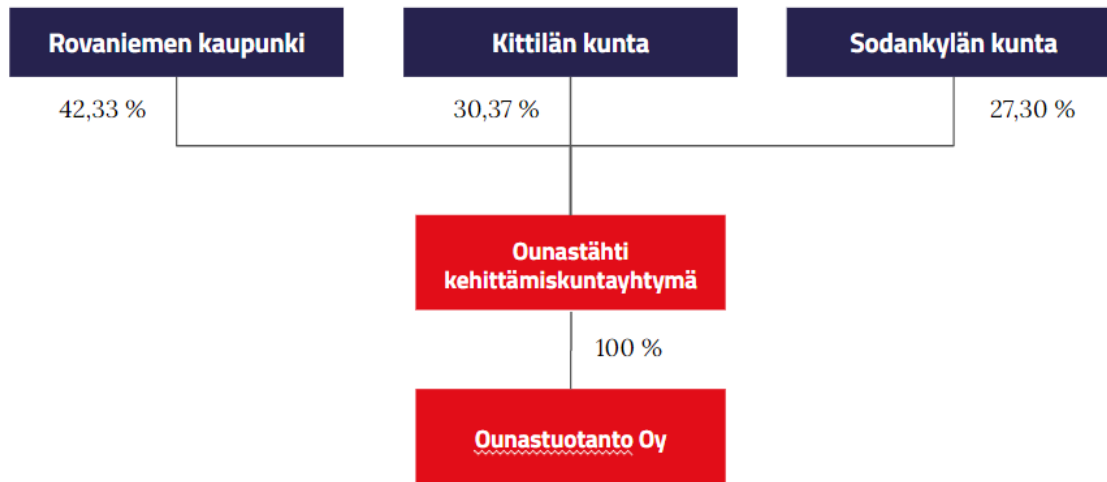 Rovaniemen kaupunki
Kittilän kunta
Sodankylän kunta
42,33 %
30,37 %
27,30 %
Ounastähti
kehittämiskuntayhtymä
100 %
Ounastuotanto Oy